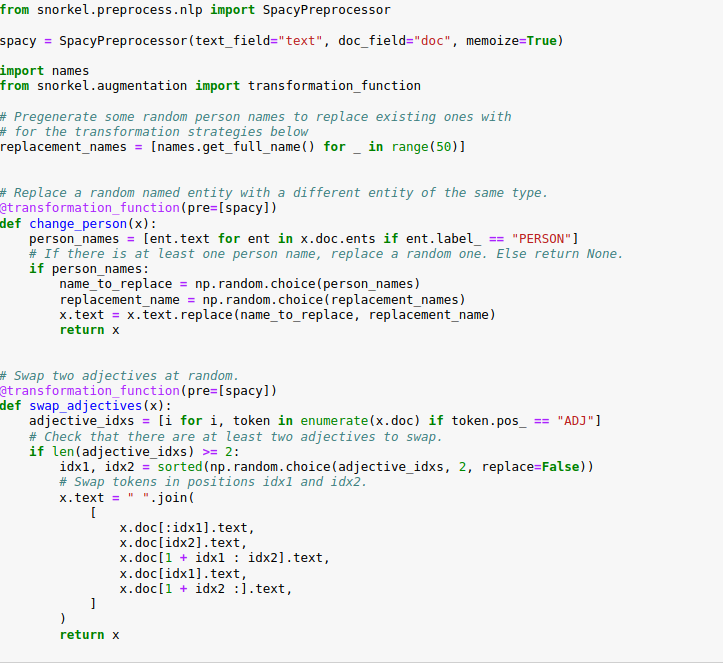 from snorkel.preprocess.nlp import SpacyPreprocessor
spacy = SpacyPreprocessor(text_field="text", doc_field="doc", memoize=True)
import names
from snorkel.augmentation import transformation_function
# Pregenerate some random person names to replace existing ones with
# for the transformation strategies below
replacement_names = [names.get_full_name() for _ in range(50)]
# Replace a random named entity with a different entity of the same type.
@transformation_function(pre=[spacy])
def change_person(x):
    person_names = [ent.text for ent in x.doc.ents if ent.label_ == "PERSON"]
    # If there is at least one person name, replace a random one. Else return None.
    if person_names:
        name_to_replace = np.random.choice(person_names)
        replacement_name = np.random.choice(replacement_names)
        x.text = x.text.replace(name_to_replace, replacement_name)
        return x
# Swap two adjectives at random.
@transformation_function(pre=[spacy])
def swap_adjectives(x):
    adjective_idxs = [i for i, token in enumerate(x.doc) if token.pos_ == "ADJ"]
    # Check that there are at least two adjectives to swap.
    if len(adjective_idxs) >= 2:
        idx1, idx2 = sorted(np.random.choice(adjective_idxs, 2, replace=False))
        # Swap tokens in positions idx1 and idx2.
        x.text = " ".join(
            [
                x.doc[:idx1].text,
                x.doc[idx2].text,
                x.doc[1 + idx1 : idx2].text,
                x.doc[idx1].text,
                x.doc[1 + idx2 :].text,
            ]
        )
        return x